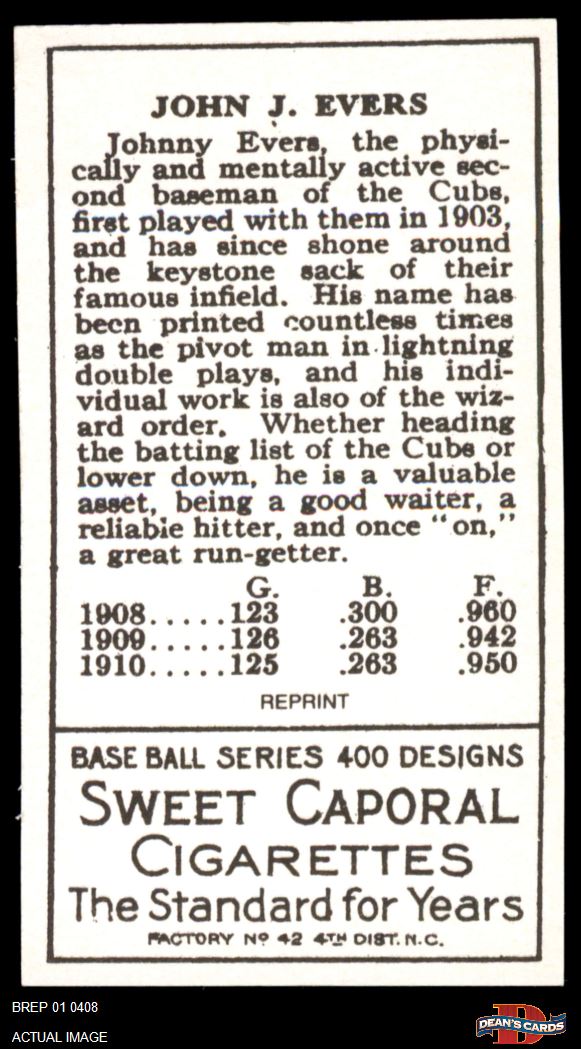 JOHN J. EVERS
Johnny Evers, the physi-
cally and mentally active sec-
ond baseman of the Cubs,
first played with them in 1903,
and has since shone around
the keystone sack of their
famous infield. His name has
been printed countless times
as the pivot man in lightning
double plays, and his indi-
vidual work is also of the wiz-
ard order. Whether heading
the batting list of the Cubs or
lower down, he is a valuable
asset, being a good waiter, a
reliable hitter, and once "on,"
a great run-getter.
G. B. F.
1908.....123 .300 .960
1909.....126 .263 .942
1910.....125 .263 .950
REPRINT
BASE BALL SERIES 400 DESIGNS
SWEET CAPORAL
CIGARETTES
The Standard for Years
FACTORY Nº 42 4TH DIST. N.C.
BREP 01 0408
ACTUAL IMAGE
D
DEAN'S CARDS